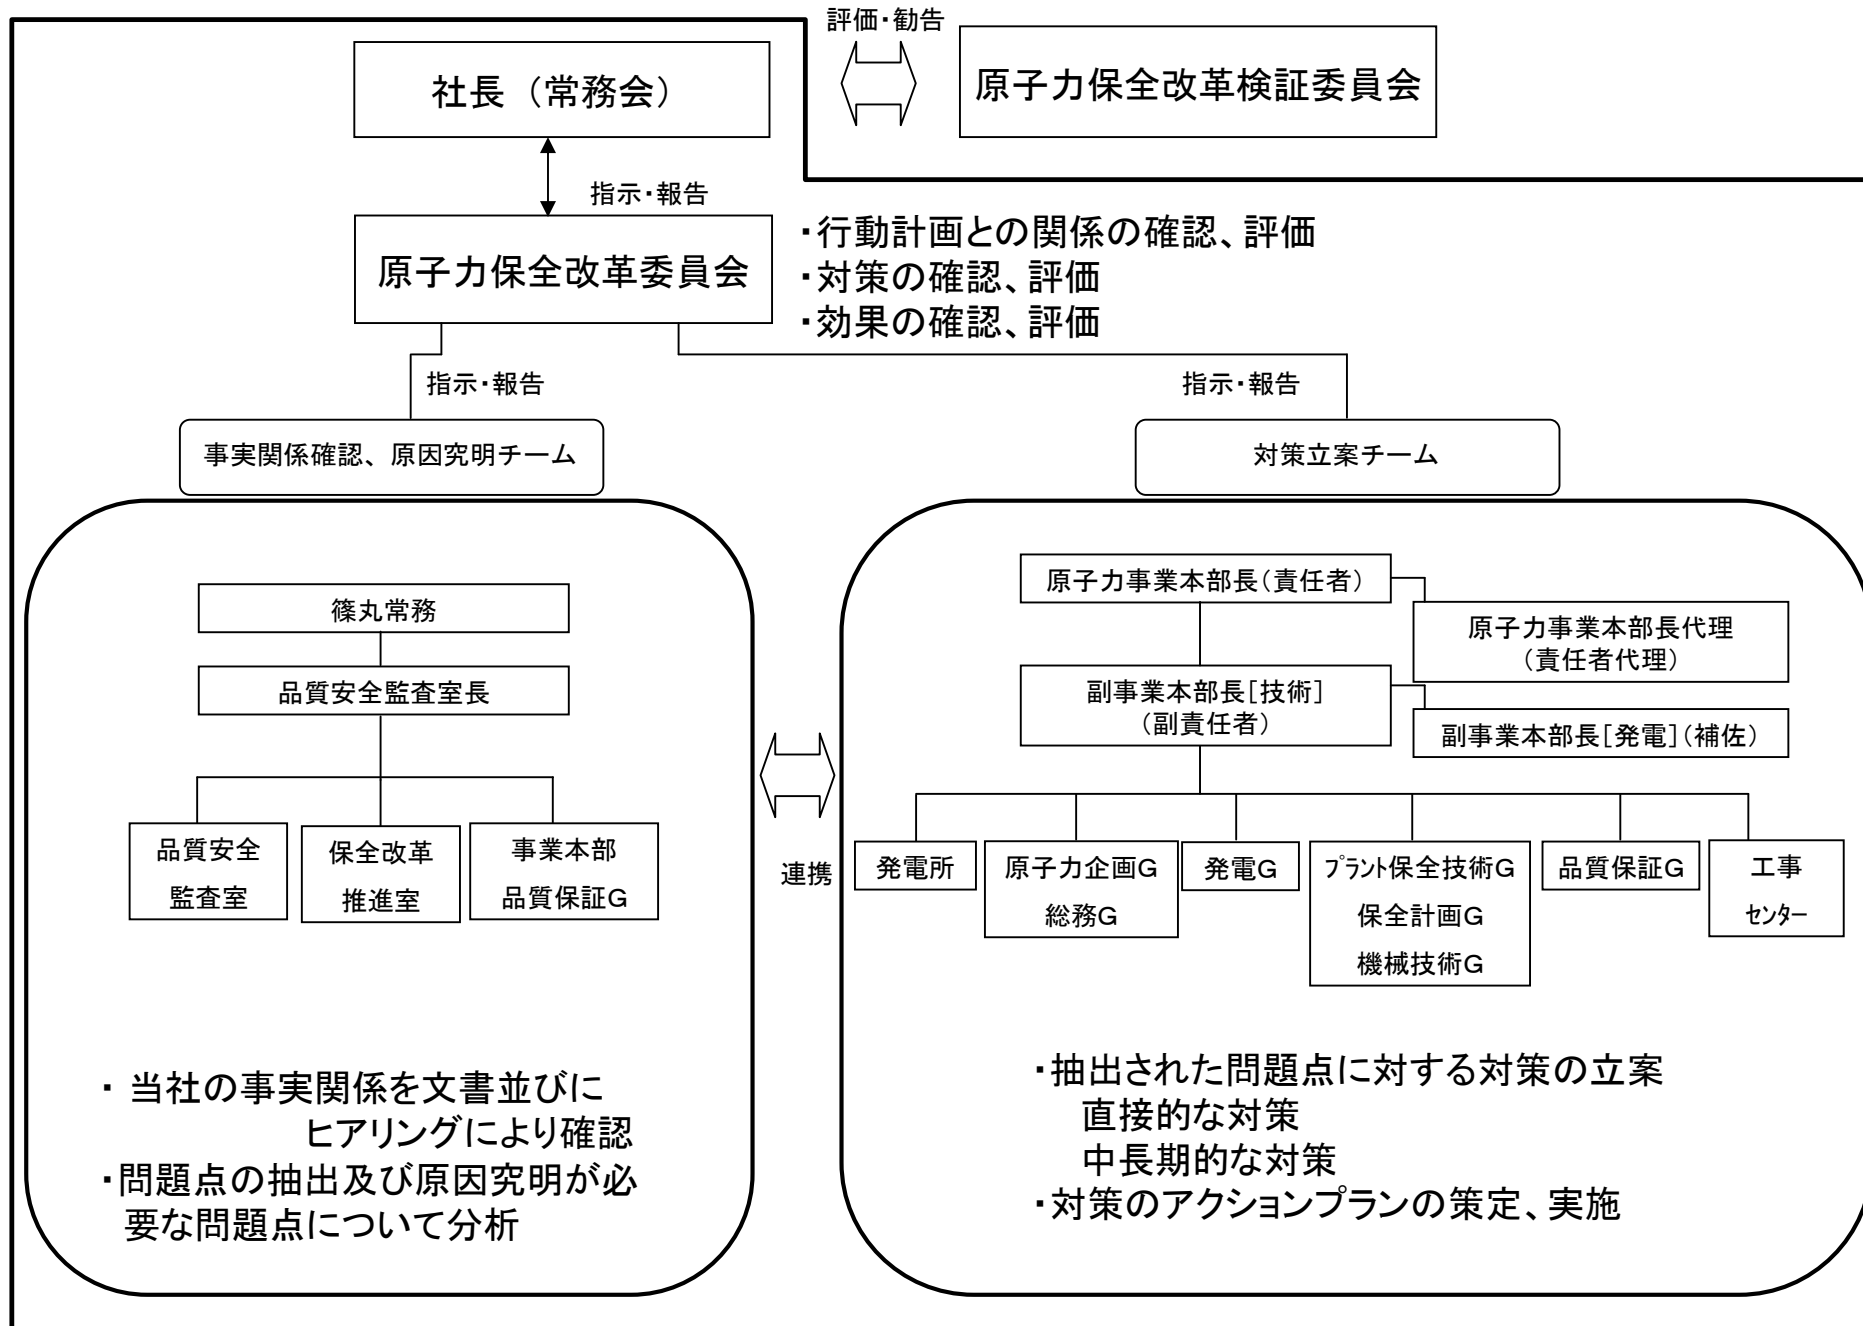 評価・勧告
社長（常務会）
原子力保全改革検証委員会
指示・報告
原子力保全改革委員会
・行動計画との関係の確認、評価
・対策の確認、評価
・効果の確認、評価
指示・報告
指示・報告
事実関係確認、原因究明チーム
対策立案チーム
篠丸常務
品質安全監査室長
品質安全
監査室
保全改革
推進室
事業本部
品質保証G
・ 当社の事実関係を文書並びに
ヒアリングにより確認
・問題点の抽出及び原因究明が必
要な問題点について分析
連携
原子力事業本部長（責任者）
原子力事業本部長代理
（責任者代理）
副事業本部長［技術］
（副責任者）
副事業本部長［発電］（補佐）
発電所
原子力企画G
総務G
発電G
プラント保全技術G
保全計画G
機械技術G
品質保証G
工事
センター
・抽出された問題点に対する対策の立案
直接的な対策
中長期的な対策
・対策のアクションプランの策定、実施